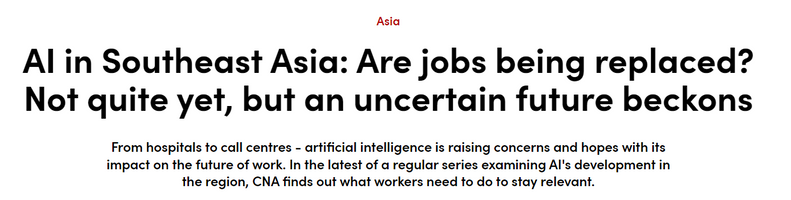 Asia
AI in Southeast Asia: Are jobs being replaced?
Not quite yet, but an uncertain future beckons
From hospitals to call centres - artificial intelligence is raising concerns and hopes with its
impact on the future of work. In the latest of a regular series examining AI's development in
the region, CNA finds out what workers need to do to stay relevant.